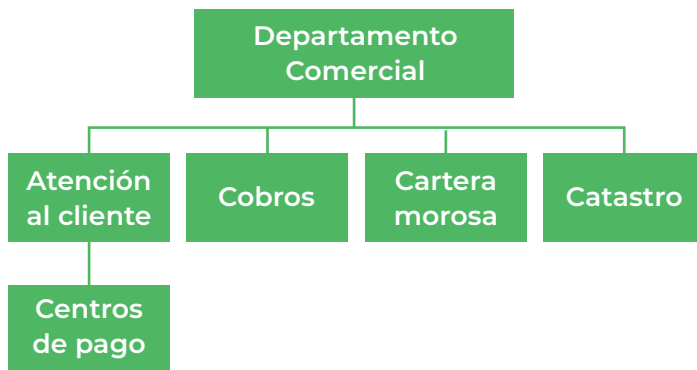 Departamento
Comercial
Atención
al cliente
Cobros
Cartera
morosa
Catastro
Centros
de pago